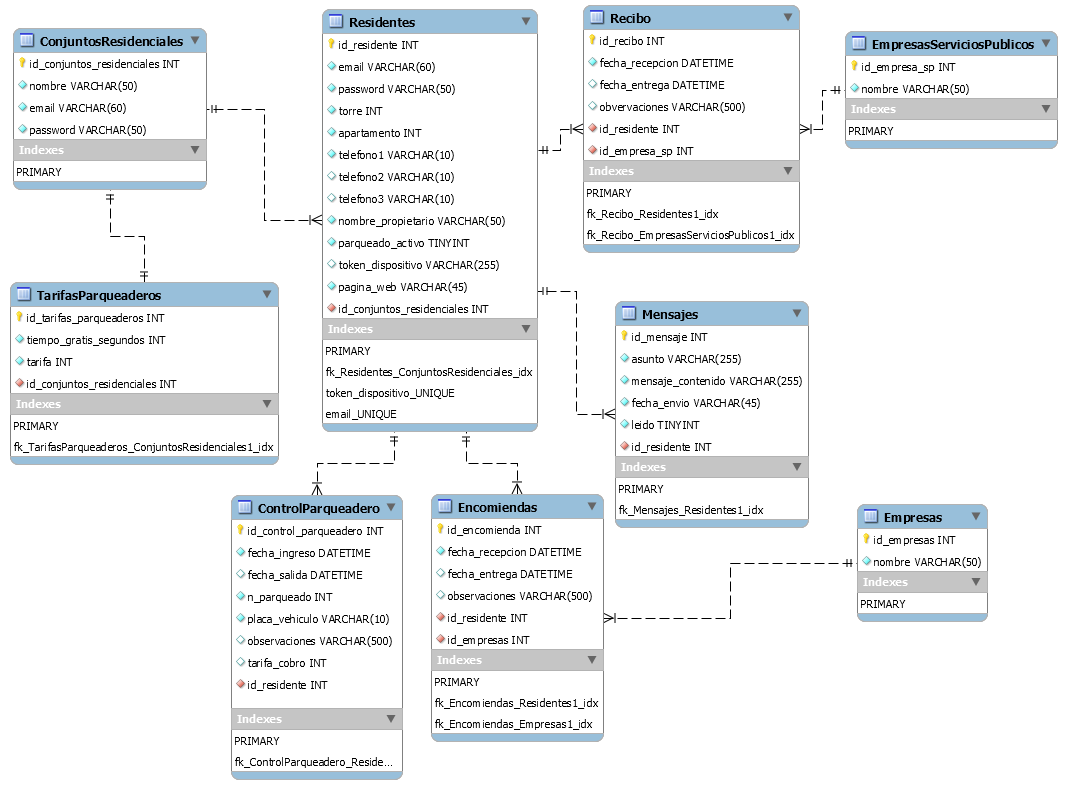 ConjuntosResidenciales
id_conjuntos_residenciales INT
nombre VARCHAR(50)
email VARCHAR(60)
password VARCHAR(50)
Indexes
PRIMARY
Residentes
id_residente INT
email VARCHAR(60)
password VARCHAR(50)
torre INT
apartamento INT
telefono1 VARCHAR(10)
telefono2 VARCHAR(10)
telefono3 VARCHAR(10)
nombre_propietario VARCHAR(50)
parqueado_activo TINYINT
token_dispositivo VARCHAR(255)
pagina_web VARCHAR(45)
id_conjuntos_residenciales INT
Indexes
PRIMARY
fk_Residentes_ConjuntosResidenciales_idx
token_dispositivo_UNIQUE
email_UNIQUE
Recibo
id_recibo INT
fecha_recepcion DATETIME
fecha_entrega DATETIME
obvervaciones VARCHAR(500)
id_residente INT
id_empresa_sp INT
Indexes
PRIMARY
fk_Recibo_Residentes1_idx
fk_Recibo_EmpresasServiciosPublicos1_idx
EmpresasServiciosPublicos
id_empresa_sp INT
nombre VARCHAR(50)
Indexes
PRIMARY
TarifasParqueaderos
id_tarifas_parqueaderos INT
tiempo_gratis_segundos INT
tarifa INT
id_conjuntos_residenciales INT
Indexes
PRIMARY
fk_TarifasParqueaderos_ConjuntosResidenciales1_idx
Mensajes
id_mensaje INT
asunto VARCHAR(255)
mensaje_contenido VARCHAR(255)
fecha_envio VARCHAR(45)
leido TINYINT
id_residente INT
Indexes
PRIMARY
fk_Mensajes_Residentes1_idx
ControlParqueadero
id_control_parqueadero INT
fecha_ingreso DATETIME
fecha_salida DATETIME
n_parqueado INT
placa_vehiculo VARCHAR(10)
observaciones VARCHAR(500)
tarifa_cobro INT
id_residente INT
Indexes
PRIMARY
fk_ControlParqueadero_Reside...
Encomiendas
id_encomienda INT
fecha_recepcion DATETIME
fecha_entrega DATETIME
observaciones VARCHAR(500)
id_residente INT
id_empresas INT
Indexes
PRIMARY
fk_Encomiendas_Residentes1_idx
fk_Encomiendas_Empresas1_idx
Empresas
id_empresas INT
nombre VARCHAR(50)
Indexes
PRIMARY